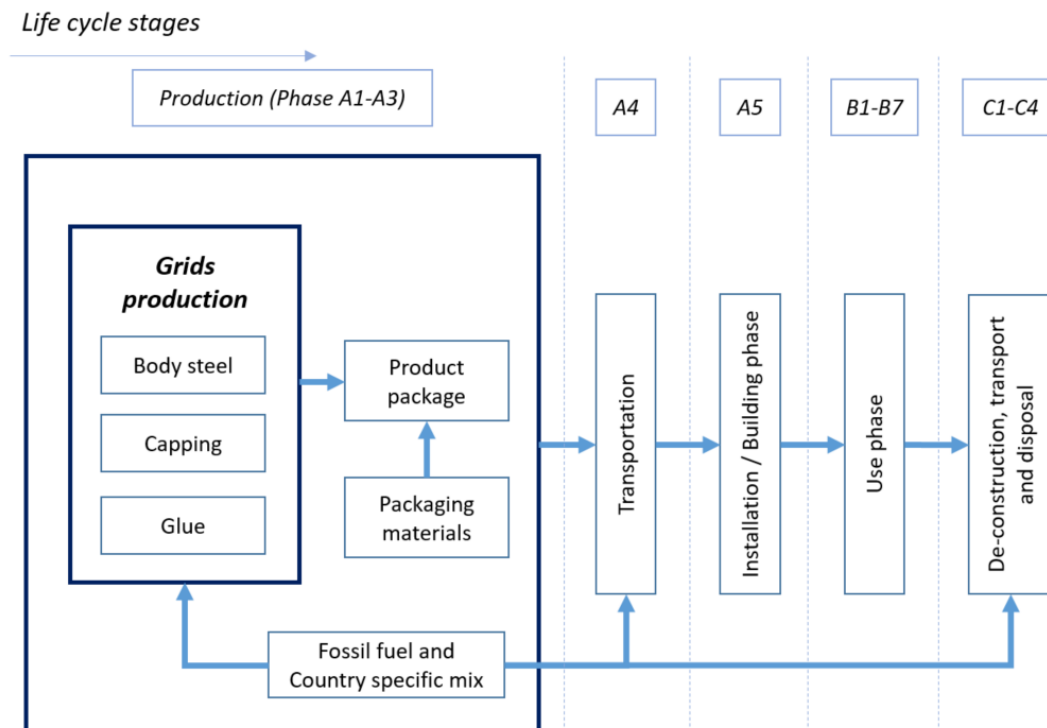 Life cycle stages
Production (Phase A1-A3)
A4
A5
B1-B7
C1-C4
Grids
production
Body steel
Capping
Glue
Product
package
Packaging
materials
Fossil fuel and
Country specific mix
Transportation
Installation / Building phase
Use phase
De-construction, transport
and disposal